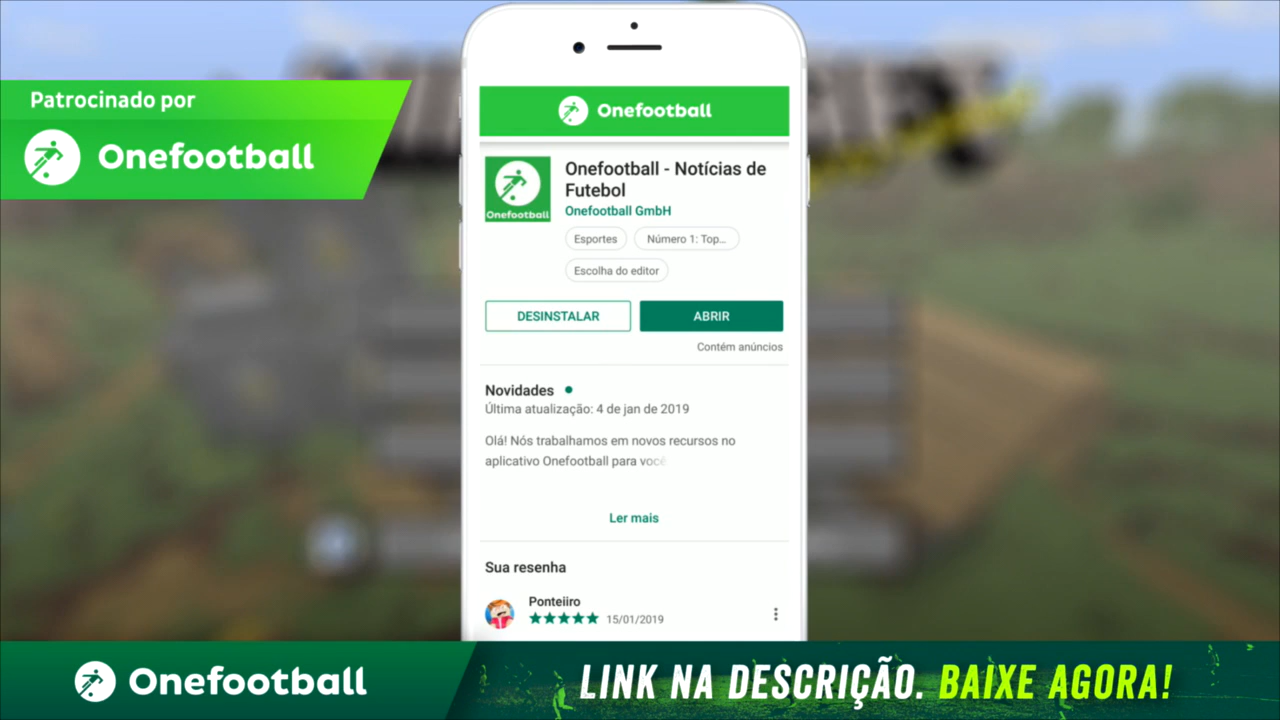 Patrocinado por
Onefootball
Onefootball
Onefootball - Notícias de
Futebol
Onefootball
Onefootball GmbH
Esportes
Número 1: Top...
Escolha do editor
DESINSTALAR
ABRIR
Contém anúncios
Novidades
Última atualização: 4 de jan de 2019
Olá! Nós trabalhamos em novos recursos no
aplicativo Onefootball para você
Ler mais
Sua resenha
Ponteiiro
15/01/2019
Onefootball
LINK NA DESCRIÇÃO. BAIXE AGORA!